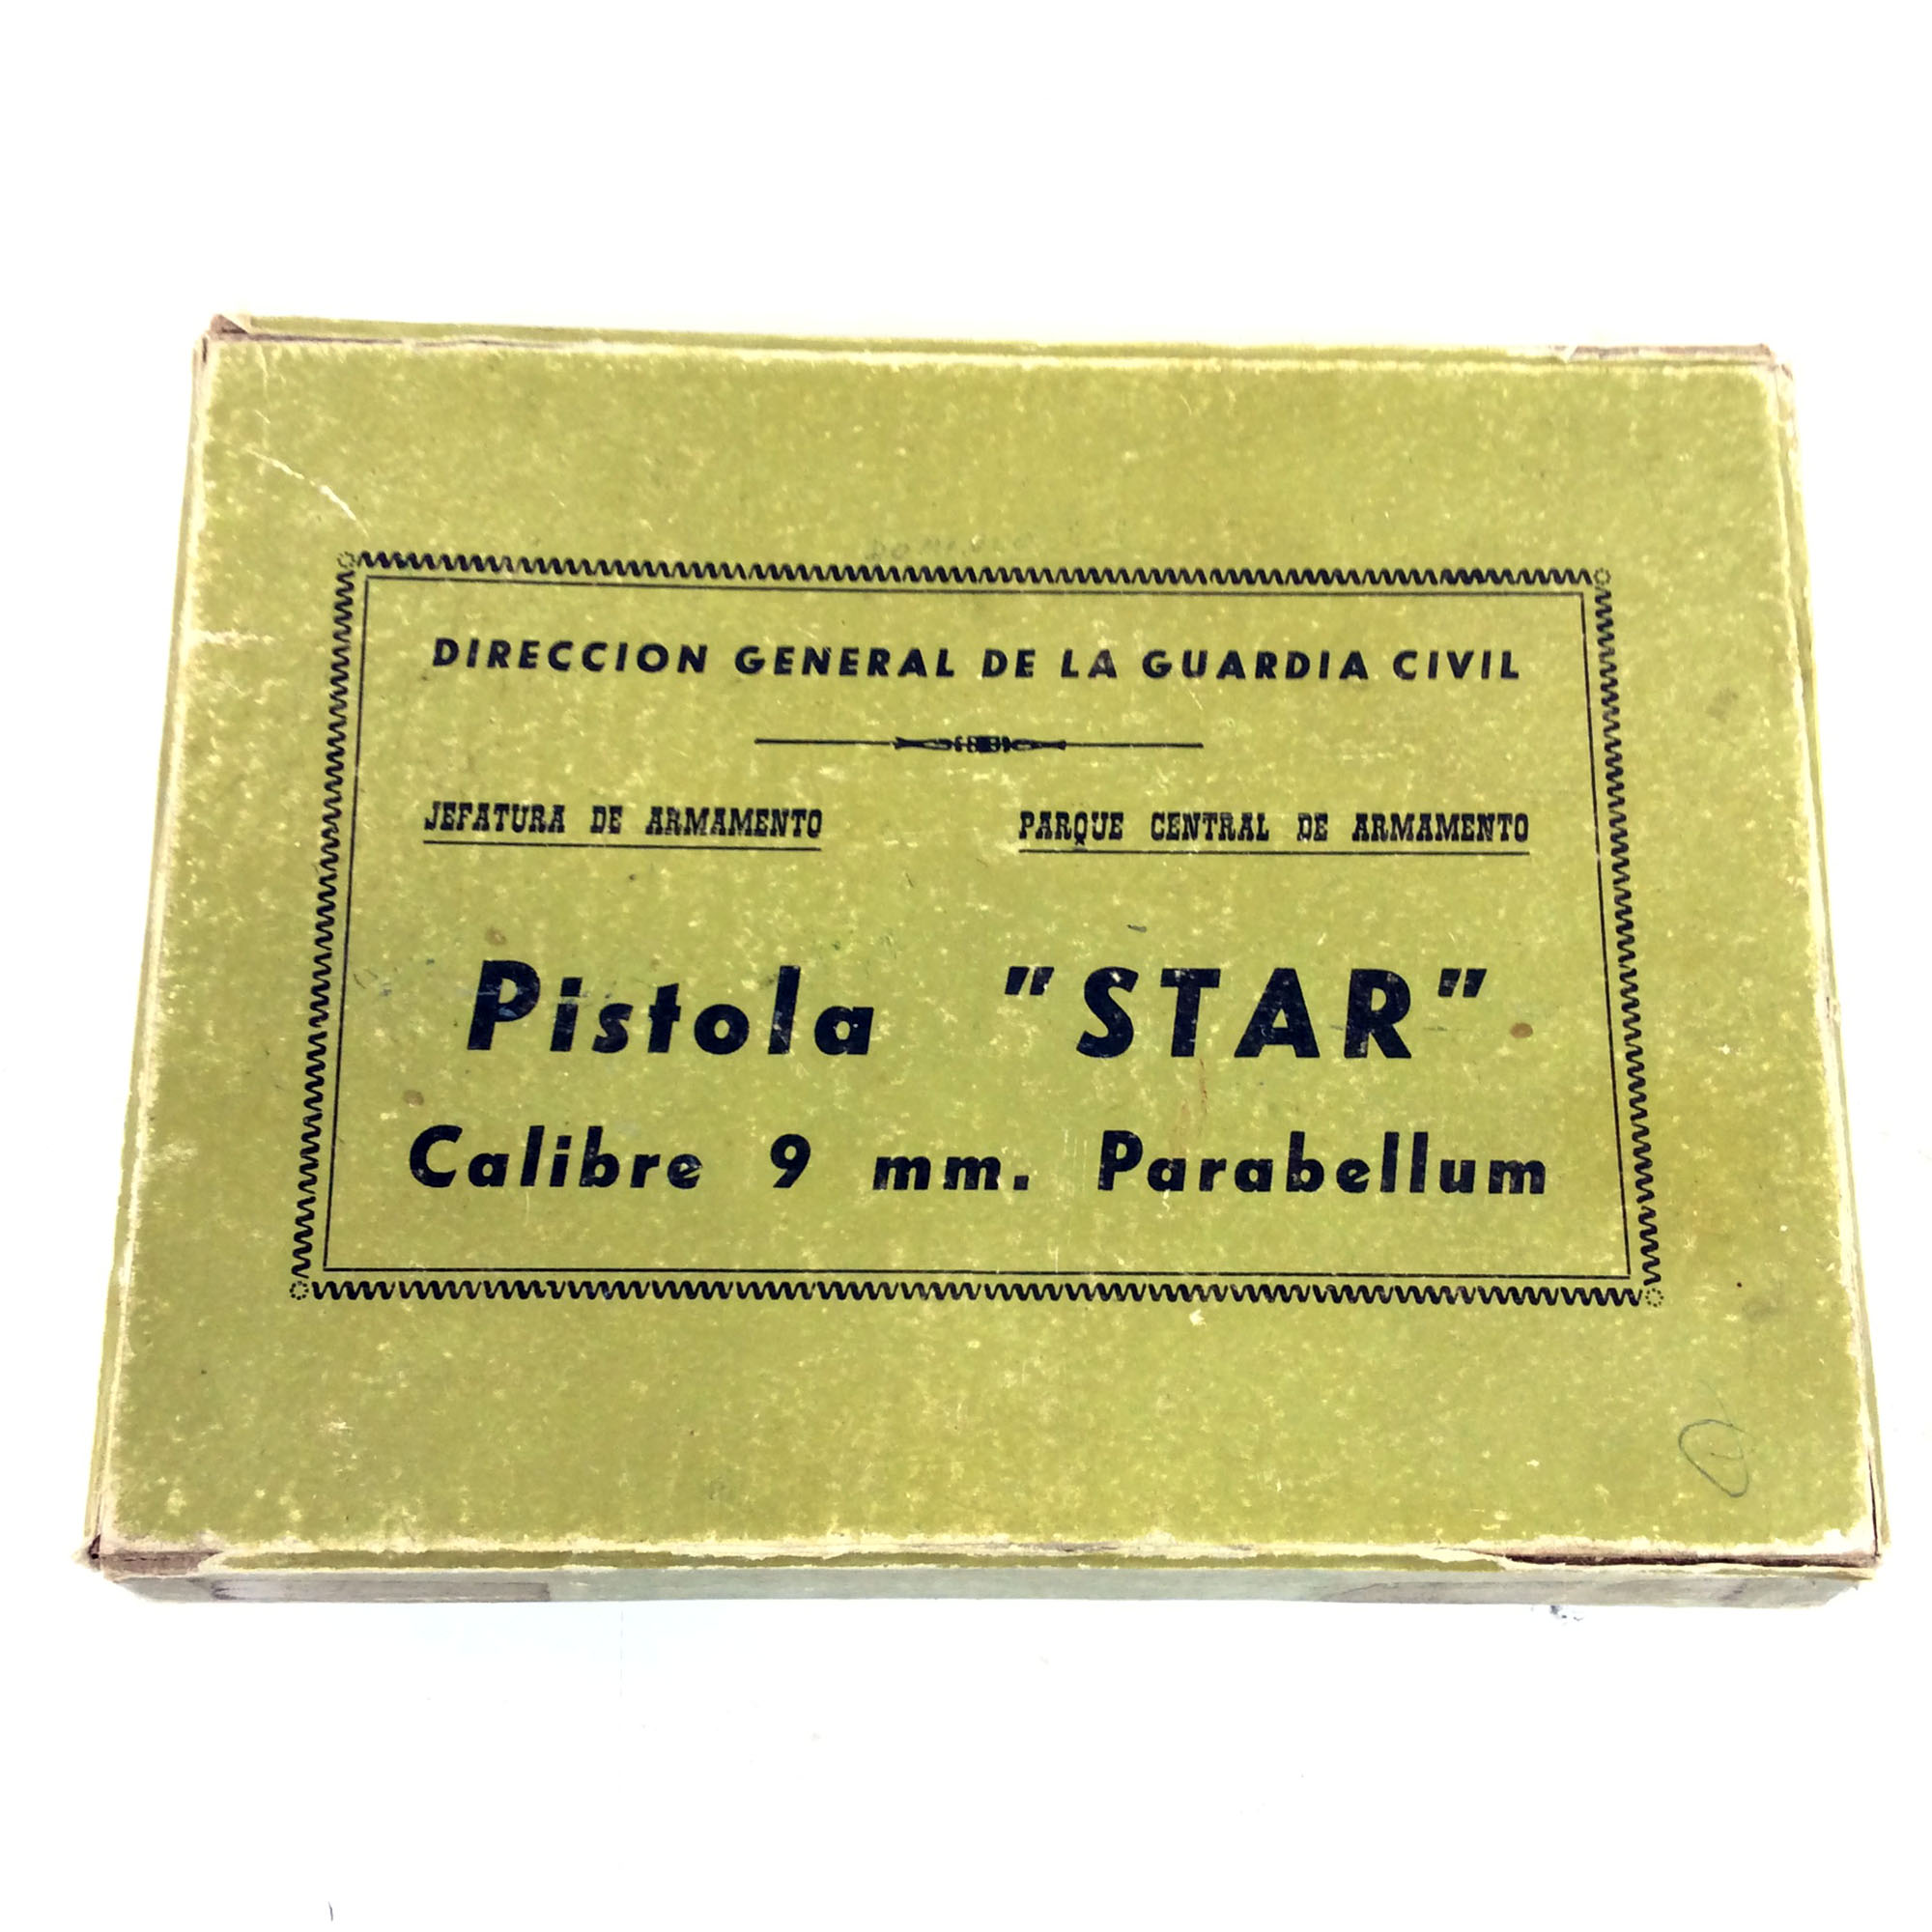 DIRECCION GENERAL DE LA GUARDIA CIVIL
JEFATURA DE ARMAMENTO PARQUE CENTRAL DE ARMAMENTO
Pistola "STAR"
Calibre 9 mm. Parabellum